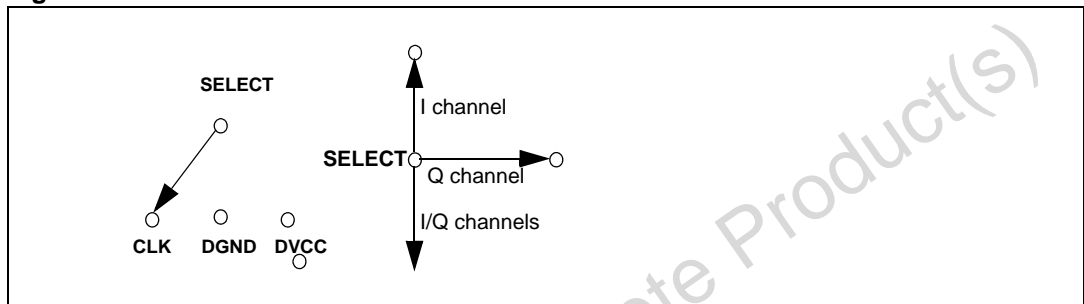 SELECT
I channel
SELECT
Q channel
I/Q channels
CLK DGND DVCC
Product(s)